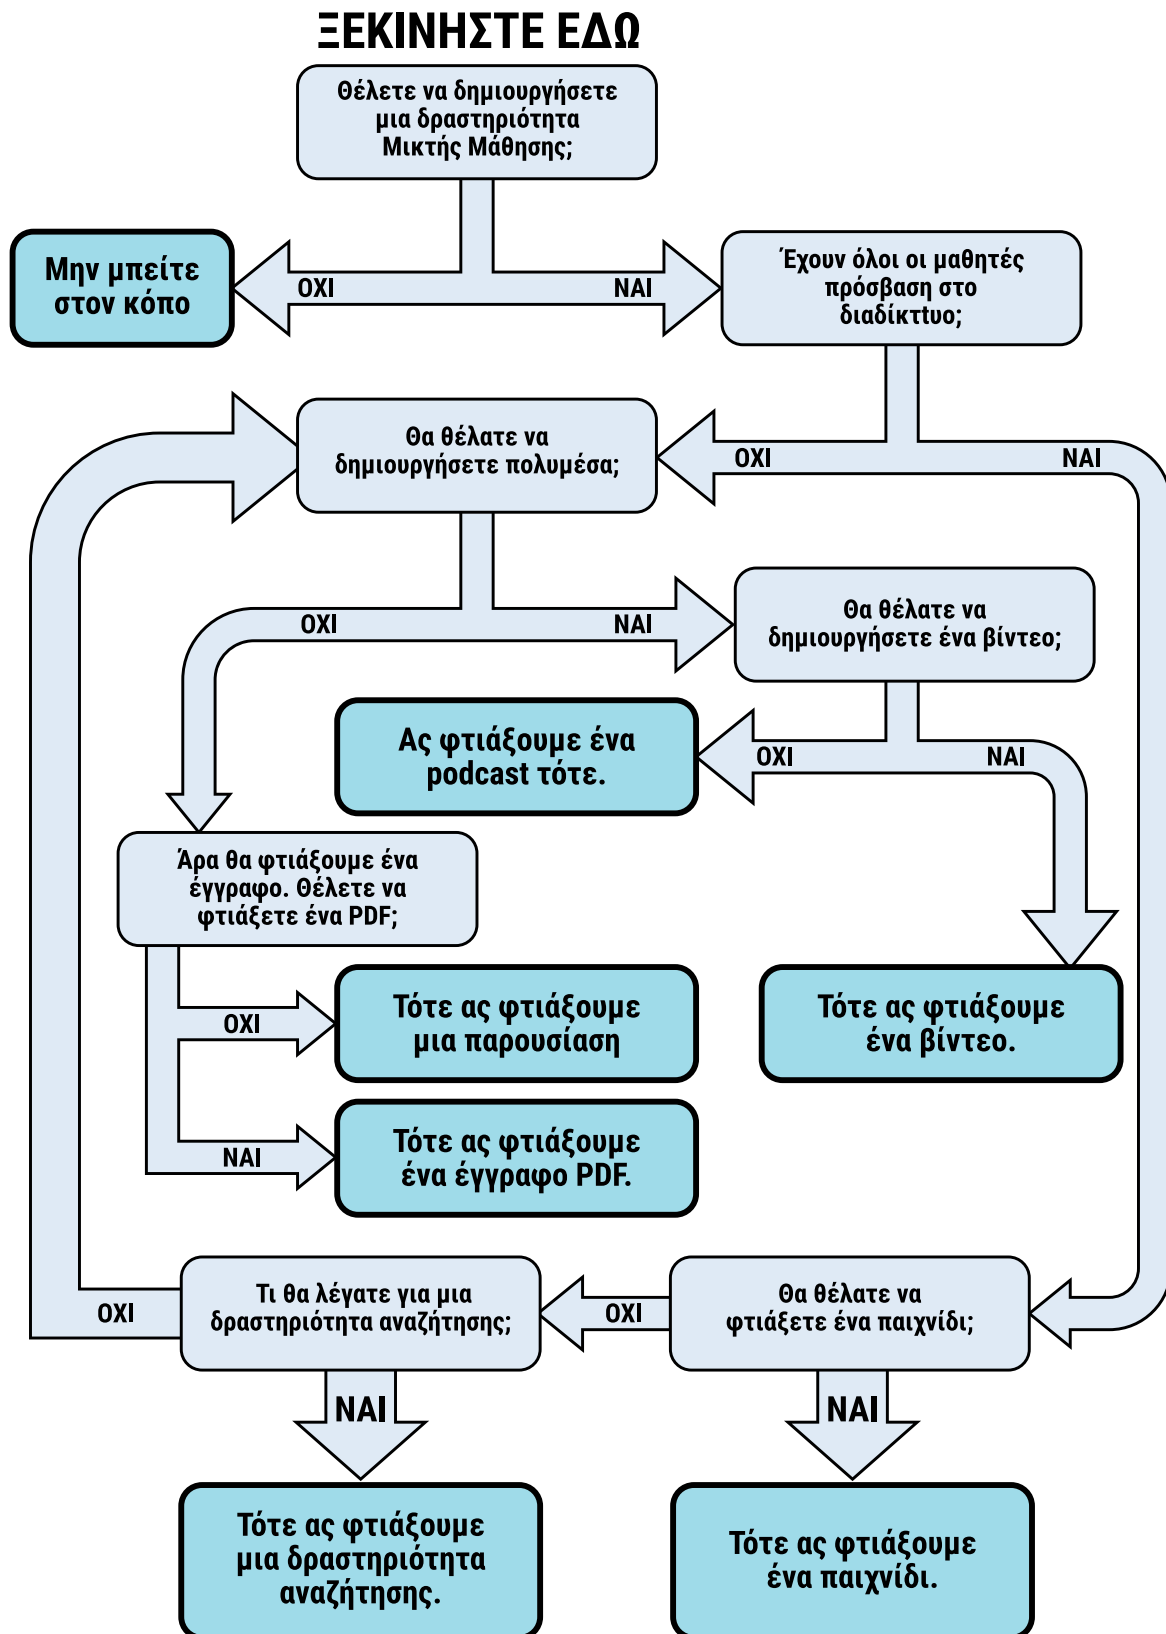 ΞΕΚΙΝΗΣΤΕ ΕΔΩ
Θέλετε να δημιουργήσετε
μια δραστηριότητα
Μικτής Μάθησης;
Μην μπείτε
στον κόπο
ΟΧΙ
ΝΑΙ
Έχουν όλοι οι μαθητές
πρόσβαση στο
διαδίκτtυο;
Θα θέλατε να
δημιουργήσετε πολυμέσα;
ΟΧΙ
ΝΑΙ
ΟΧΙ
ΝΑΙ
Θα θέλατε να
δημιουργήσετε ένα βίντεο;
Ας φτιάξουμε ένα
podcast τότε.
ΟΧΙ
ΝΑΙ
Άρα θα φτιάξουμε ένα
έγγραφο. Θέλετε να
φτιάξετε ένα PDF;
ΟΧΙ
Τότε ας φτιάξουμε
μια παρουσίαση
Τότε ας φτιάξουμε
ένα βίντεο.
ΝΑΙ
Τότε ας φτιάξουμε
ένα έγγραφο PDF.
ΟΧΙ
Τι θα λέγατε για μια
δραστηριότητα αναζήτησης;
ΟΧΙ
Θα θέλατε να
φτιάξετε ένα παιχνίδι;
ΝΑΙ
ΝΑΙ
Τότε ας φτιάξουμε
μια δραστηριότητα
αναζήτησης.
Τότε ας φτιάξουμε
ένα παιχνίδι.